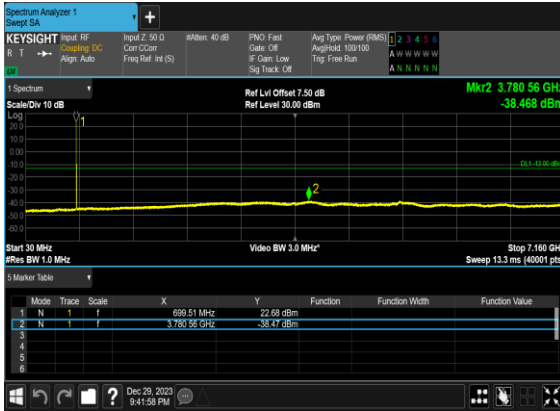 Spectrum Analyzer 1
Swept SA
+
KEYSIGHT
R T
Input: RF
Coupling: DC
Align: Auto
Input Z: 50 Ω
Corr CCorr
Freq Ref: Int (S)
#Atten: 40 dB
PNO: Fast
Gate: Off
IF Gain: Low
Sig Track: Off
Avg Type: Power (RMS)
Avg|Hold: 100/100
Trig: Free Run
1 2 3 4 5 6
A W W W W W
A N N N N N
1 Spectrum
Scale/Div 10 dB
Ref Lvl Offset 7.50 dB
Ref Level 30.00 dBm
Mkr2 3.780 56 GHz
-38.468 dBm
Log
20.0
10.0
0.00
-10.0
-20.0
-30.0
-40.0
-50.0
-60.0
1
2
DL1 -13.00 dBm
Start 30 MHz
#Res BW 1.0 MHz
Video BW 3.0 MHz*
Stop 7.160 GH
Sweep 13.3 ms (40001 pts
5 Marker Table
Mode Trace Scale X Y Function Function Width Function Value
1 N 1 f 699.51 MHz 22.68 dBm
2 N 1 f 3.780 56 GHz -38.47 dBm
3
4
5
6
?
Dec 29, 2023
9:41:58 PM